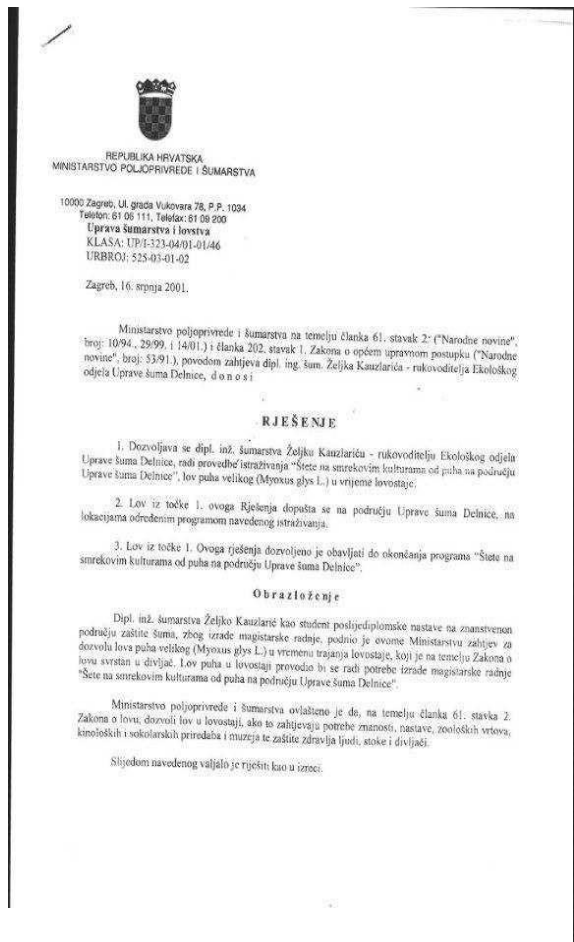 REPUBLIKA HRVATSKA
MINISTARSTVO POLJOPRIVREDE I ŠUMARSTVA
10000 Zagreb, Ul. grada Vukovara 78, P.P. 1034
Telefon: 61 06 111, Telefax: 61 09 200
Uprava šumarstva i lovstva
KLASA: UP/I-323-04/01-01/46
URBROJ: 525-03-01-02
Zagreb, 16. srpnja 2001.
Ministarstvo poljoprivrede i šumarstva na temelju članka 61. stavak 2. ("Narodne novine",
broj: 10/94., 29/99. i 14/01.) i članka 202. stavak 1. Zakona o općem upravnom postupku ("Narodne
novine", broj: 53/91.), povodom zahtjeva dipl. ing. šum. Željka Kauzlarića - rukovoditelja Ekološkog
odjela Uprave šuma Delnice, d o n o s i
RJEŠENJE
1. Dozvoljava se dipl. inž. šumarstva Željku Kauzlariću - rukovoditelju Ekološkog odjela
Uprave šuma Delnice, radi provedbe istraživanja "Štete na smrekovim kulturama od puha na području
Uprave šuma Delnice", lov puha velikog (Myoxus glys L.) u vrijeme lovostaje.
2. Lov iz točke 1. ovoga Rješenja dopušta se na području Uprave šuma Delnice, na
lokacijama određenim programom navedenog istraživanja.
3. Lov iz točke 1. Ovoga rješenja dozvoljeno je obavljati do okončanja programa "Štete na
smrekovim kulturama od puha na području Uprave šuma Delnice".
O b r a z l o ž e nj e
Dipl. inž. šumarstva Željko Kauzlarić kao student poslijediplomske nastave na znanstvenom
području zaštite šuma, zbog izrade magistarske radnje, podnio je ovome Ministarstvu zahtjev za
dozvolu lova puha velikog (Myoxus glys L.) u vremenu trajanja lovostaje, koji je na temelju Zakona o
lovu svrstan u divljač. Lov puha u lovostaji provodio bi se radi potrebe izrade magistarske radnje
"Štete na smrekovim kulturama od puha na području Uprave šuma Delnice".
Ministarstvo poljoprivrede i šumarstva ovlašteno je da, na temelju članka 61. stavka 2.
Zakona o lovu, dozvoli lov u lovostaji, ako to zahtjevaju potrebe znanosti, nastave, zooloških vrtova,
kinoloških i sokolarskih priredaba i muzeja te zaštite zdravlja ljudi, stoke i divljači.
Slijedom navedenog valjalo je riješiti kao u izreci.